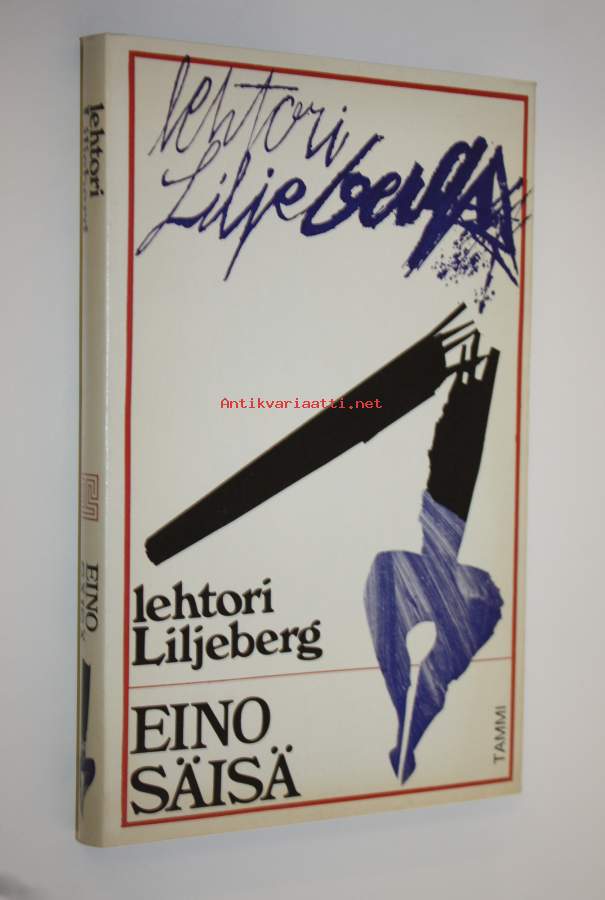 lehtori
Liljeberg
Antikvariaatti.net
lehtori
Liljeberg
EINO
SÄISÄ
TAMMI
lehtori
Liljeberg
EINO
SÄISÄ